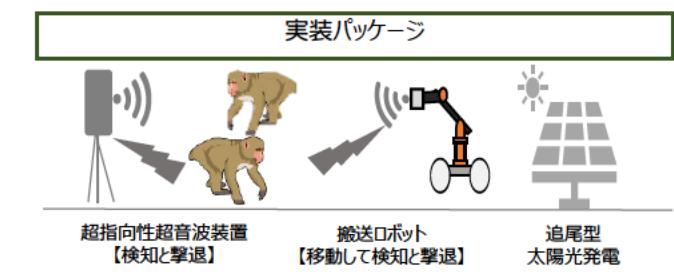 実装パッケージ
超指向性超音波装置
【検知と撃退】
搬送ロボット
【移動して検知と撃退】
追尾型
太陽光発電